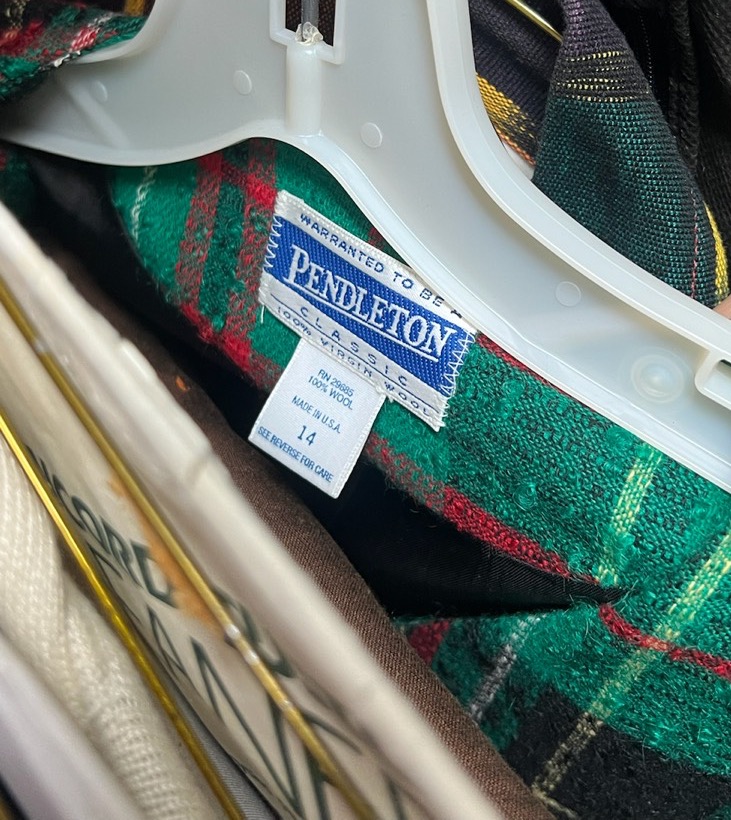 WARRANTED TO BE A
PENDLETON
CLASSIC
100% VIRGIN WOOL
RN 29685
100% WOOL
MADE IN U.S.A.
14
SEE REVERSE FOR CARE